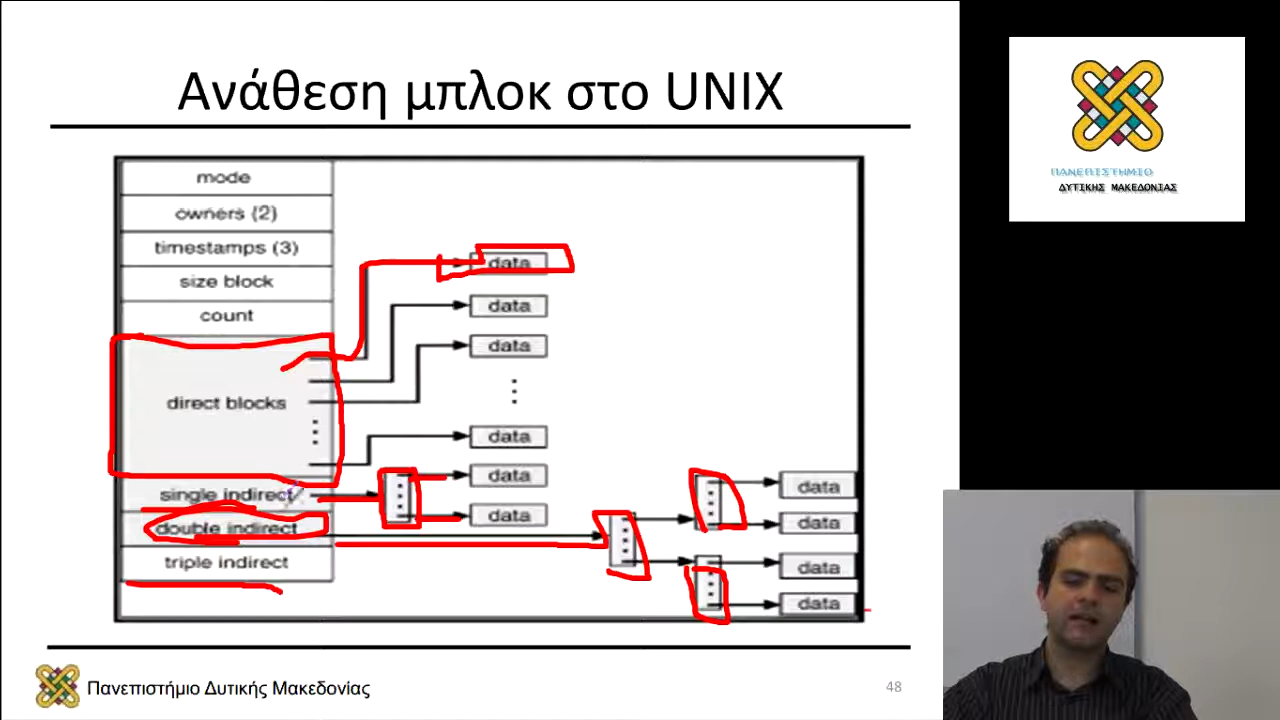 Ανάθεση μπλοκ στο UNIX
ΠΑΝΕΠΙΣΤΗΜΙΟ
ΔΥΤΙΚΗΣ ΜΑΚΕΔΟΝΙΑΣ
mode
owners (2)
timestamps (3)
size block
count
direct blocks
single indirect
double indirect
triple indirect
data
data
data
data
data
data
data
data
data
data
Πανεπιστήμιο Δυτικής Μακεδονίας
48